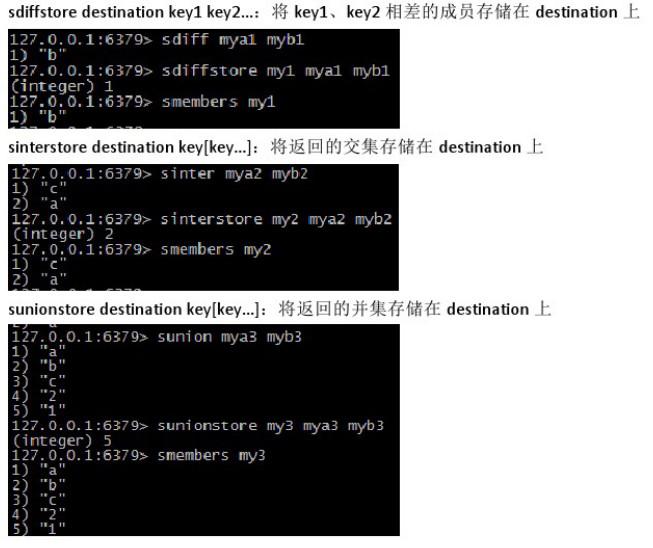 sdiffstore destination key1 key2...：将 key1、key2 相差的成员存储在 destination 上
127.0.0.1:6379> sdiff mya1 myb1
1) "b"
127.0.0.1:6379> sdiffstore my1 mya1 myb1
(integer) 1
127.0.0.1:6379> smembers my1
1) "b"
sinterstore destination key[key...]：将返回的交集存储在 destination 上
127.0.0.1:6379> sinter mya2 myb2
1) "c"
2) "a"
127.0.0.1:6379> sinterstore my2 mya2 myb2
(integer) 2
127.0.0.1:6379> smembers my2
1) "c"
2) "a"
sunionstore destination key[key...]：将返回的并集存储在 destination 上
127.0.0.1:6379> sunion mya3 myb3
1) "a"
2) "b"
3) "c"
4) "2"
5) "1"
127.0.0.1:6379> sunionstore my3 mya3 myb3
(integer) 5
127.0.0.1:6379> smembers my3
1) "a"
2) "b"
3) "c"
4) "2"
5) "1"